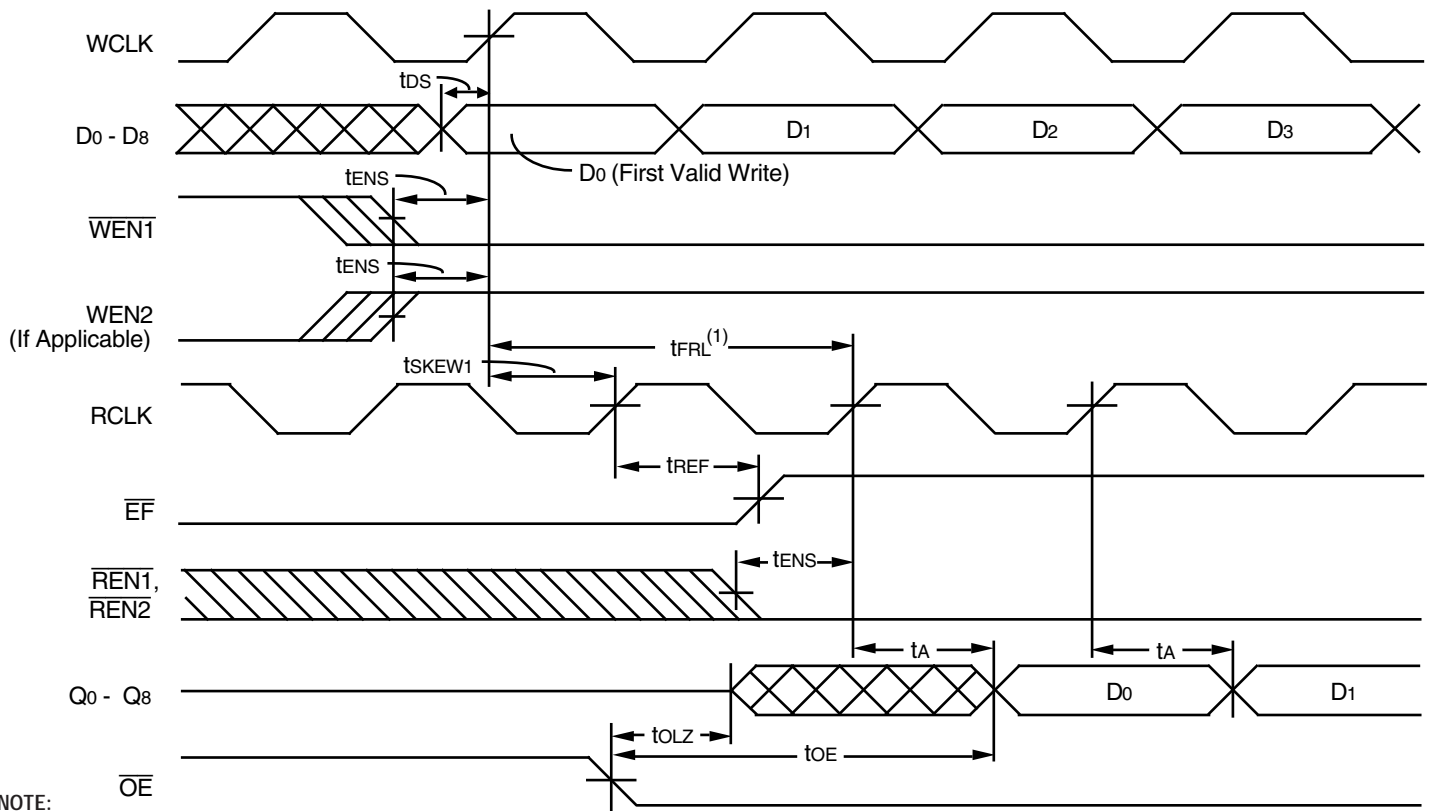 WCLK
tDS
D0 - D8
D1
D2
D3
D0 (First Valid Write)
tENS
WEN1
tENS
WEN2
(If Applicable)
tFRL(1)
tSKEW1
RCLK
tREF
EF
tENS
REN1,
REN2
tA
tA
Q0 - Q8
D0
D1
tOLZ
tOE
OE
NOTE: